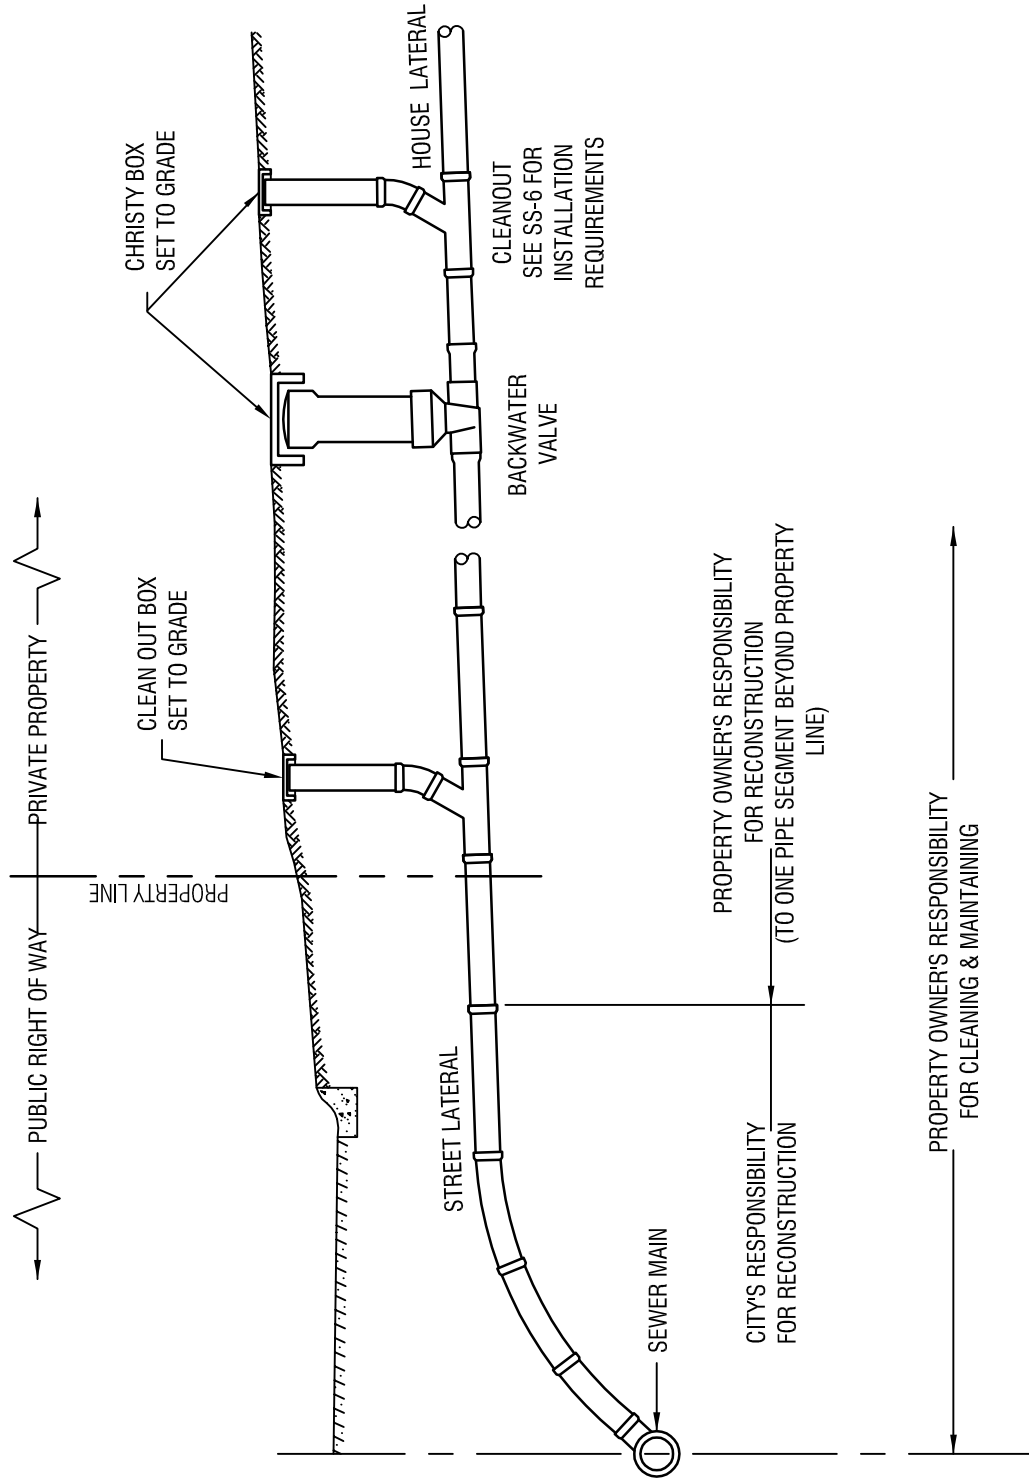 PUBLIC RIGHT OF WAY
PRIVATE PROPERTY
PROPERTY LINE
CLEAN OUT BOX
SET TO GRADE
CHRISTY BOX
SET TO GRADE
STREET LATERAL
HOUSE LATERAL
BACKWATER
VALVE
CLEANOUT
SEE SS-6 FOR
INSTALLATION
REQUIREMENTS
SEWER MAIN
CITY'S RESPONSIBILITY
FOR RECONSTRUCTION
PROPERTY OWNER'S RESPONSIBILITY
FOR RECONSTRUCTION
(TO ONE PIPE SEGMENT BEYOND PROPERTY
LINE)
PROPERTY OWNER'S RESPONSIBILITY
FOR CLEANING & MAINTAINING